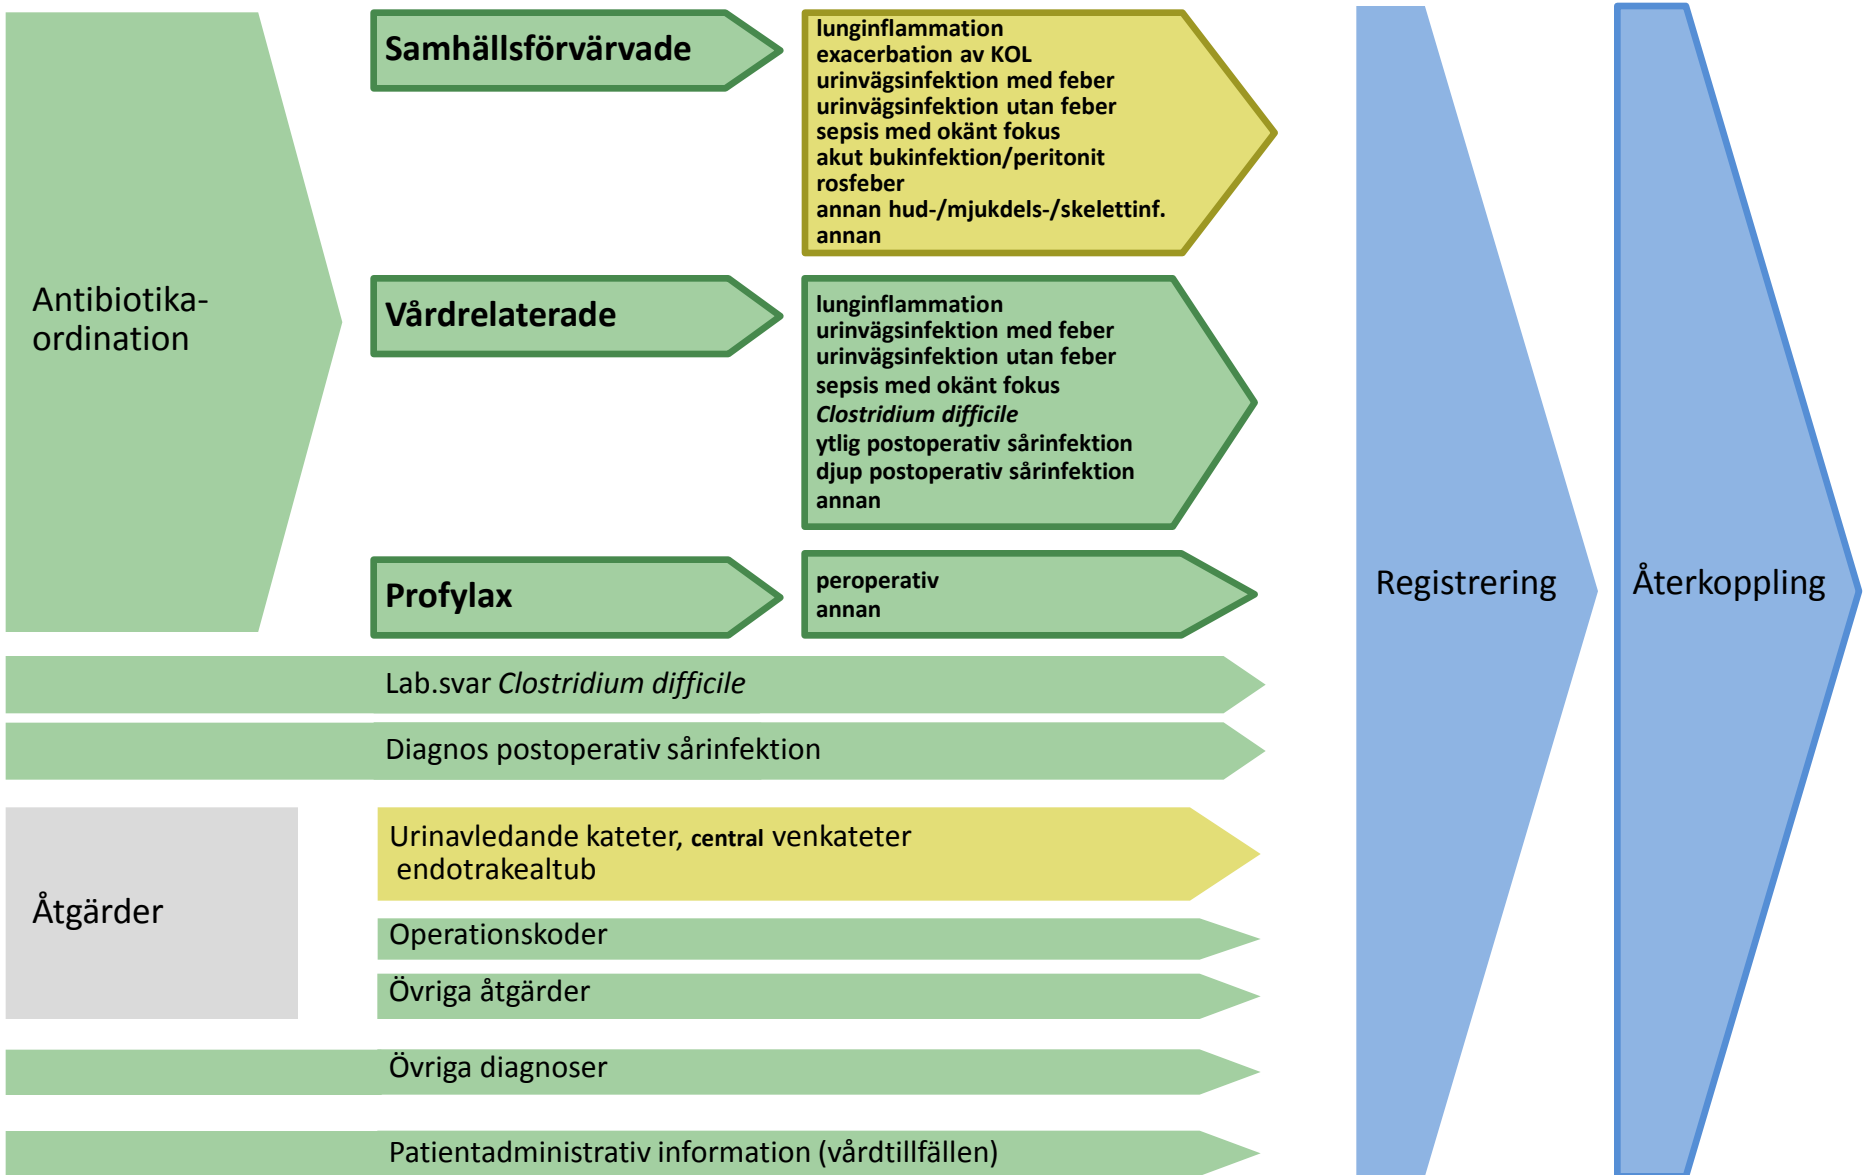 Antibiotika-
ordination
Samhällsförvärvade
lunginflammation
exacerbation av KOL
urinvägsinfektion med feber
urinvägsinfektion utan feber
sepsis med okänt fokus
akut bukinfektion/peritonit
rosfeber
annan hud-/mjukdels-/skelettinf.
annan
Vårdrelaterade
lunginflammation
urinvägsinfektion med feber
urinvägsinfektion utan feber
sepsis med okänt fokus
Clostridium difficile
ytlig postoperativ sårinfektion
djup postoperativ sårinfektion
annan
Profylax
peroperativ
annan
Lab.svar Clostridium difficile
Diagnos postoperativ sårinfektion
Åtgärder
Urinavledande kateter, central venkateter
endotrakealtub
Operationskoder
Övriga åtgärder
Övriga diagnoser
Patientadministrativ information (vårdtillfällen)
Registrering
Återkoppling